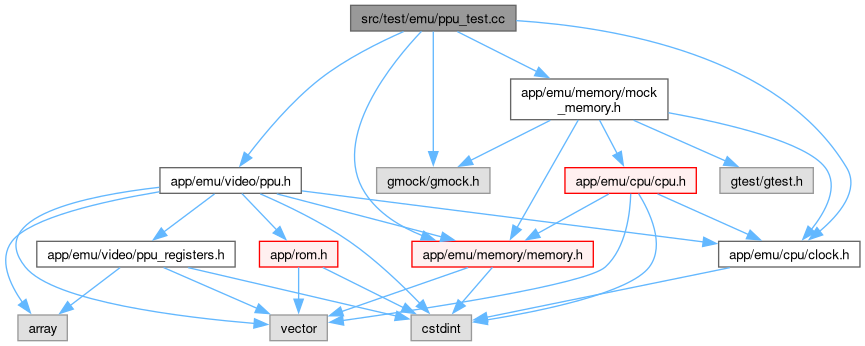 src/test/emu/ppu_test.cc
app/emu/memory/mock
_memory.h
app/emu/video/ppu.h
gmock/gmock.h
app/emu/cpu/cpu.h
gtest/gtest.h
app/emu/video/ppu_registers.h
app/rom.h
app/emu/memory/memory.h
app/emu/cpu/clock.h
array
vector
cstdint